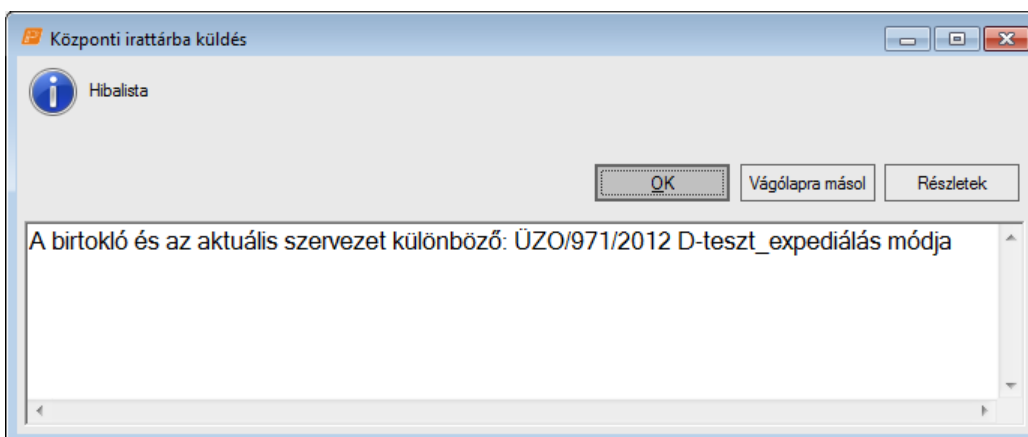 Központi irattárba küldés
Hibalista
OK
Vágólapra másol
Részletek
A birtokló és az aktuális szervezet különböző: ÜZO/971/2012 D-teszt_expediálás módja